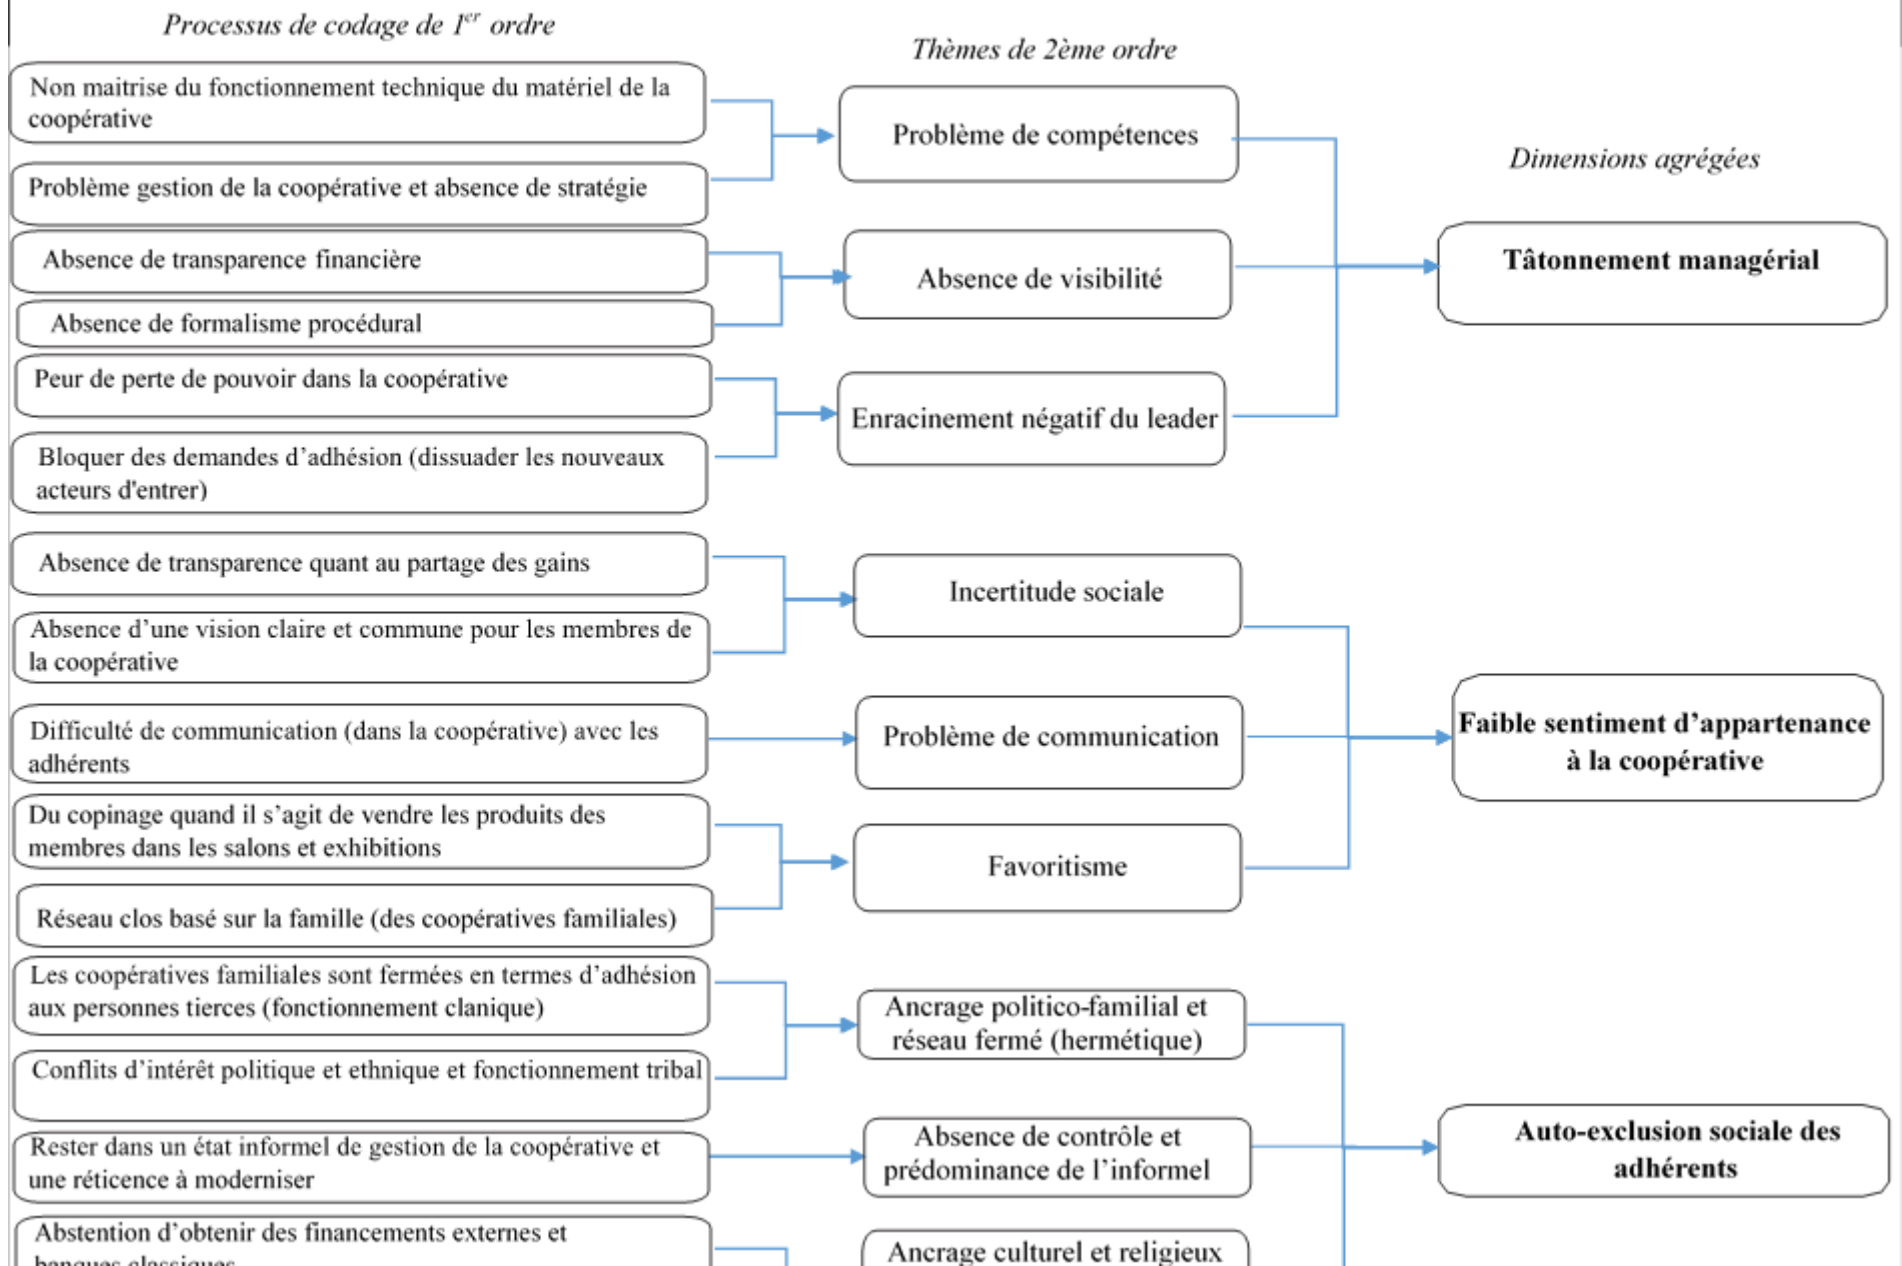 Processus de codage de 1er ordre
Thèmes de 2ème ordre
Dimensions agrégées
Non maitrise du fonctionnement technique du matériel de la
coopérative
Problème gestion de la coopérative et absence de stratégie
Problème de compétences
Absence de transparence financière
Absence de formalisme procédural
Absence de visibilité
Peur de perte de pouvoir dans la coopérative
Bloquer des demandes d’adhésion (dissuader les nouveaux
acteurs d'entrer)
Enracinement négatif du leader
Tâtonnement managérial
Absence de transparence quant au partage des gains
Absence d’une vision claire et commune pour les membres de
la coopérative
Incertitude sociale
Difficulté de communication (dans la coopérative) avec les
adhérents
Problème de communication
Du copinage quand il s’agit de vendre les produits des
membres dans les salons et exhibitions
Réseau clos basé sur la famille (des coopératives familiales)
Favoritisme
Faible sentiment d’appartenance
à la coopérative
Les coopératives familiales sont fermées en termes d’adhésion
aux personnes tierces (fonctionnement clanique)
Conflits d’intérêt politique et ethnique et fonctionnement tribal
Ancrage politico-familial et
réseau fermé (hermétique)
Rester dans un état informel de gestion de la coopérative et
une réticence à moderniser
Absence de contrôle et
prédominance de l’informel
Abstention d’obtenir des financements externes et
banques classiques
Ancrage culturel et religieux
Auto-exclusion sociale des
adhérents